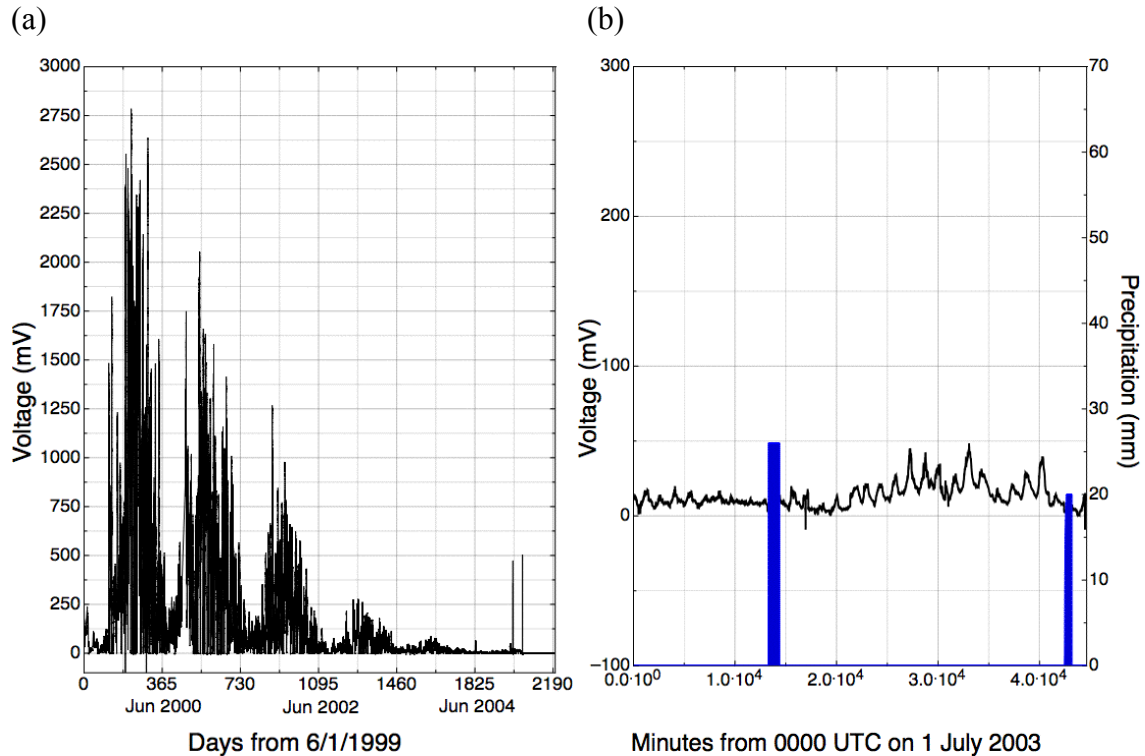 (a)
(b)
3000
2750
2500
2250
2000
1750
1500
1250
1000
750
500
250
0
Voltage (mV)
0 365 730 1095 1460 1825 2190
Jun 2000 Jun 2002 Jun 2004
Days from 6/1/1999
300
200
100
0
−100
Voltage (mV)
70
60
50
40
30
20
10
0
Precipitation (mm)
0.0·10⁰ 1.0·10⁴ 2.0·10⁴ 3.0·10⁴ 4.0·10⁴
Minutes from 0000 UTC on 1 July 2003